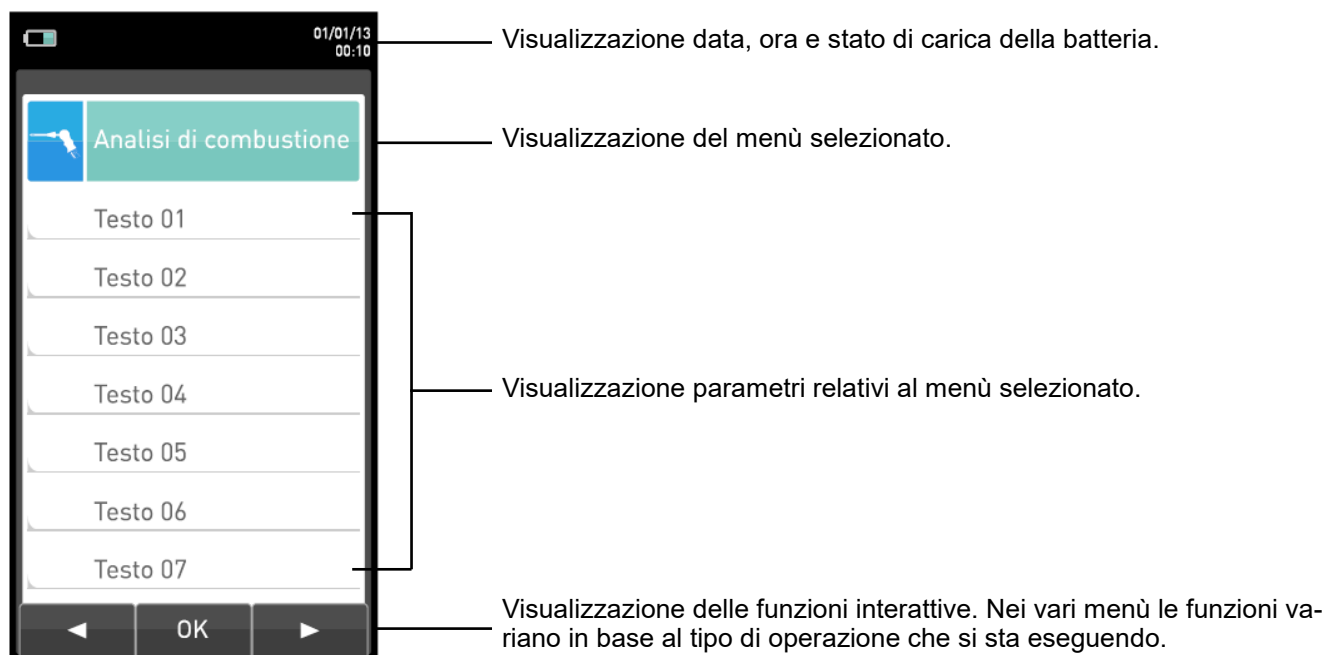 01/01/13
00:10
Visualizzazione data, ora e stato di carica della batteria.
Analisi di combustione
Visualizzazione del menù selezionato.
Testo 01
Testo 02
Testo 03
Testo 04
Visualizzazione parametri relativi al menù selezionato.
Testo 05
Testo 06
Testo 07
OK
Visualizzazione delle funzioni interattive. Nei vari menù le funzioni va-
riano in base al tipo di operazione che si sta eseguendo.